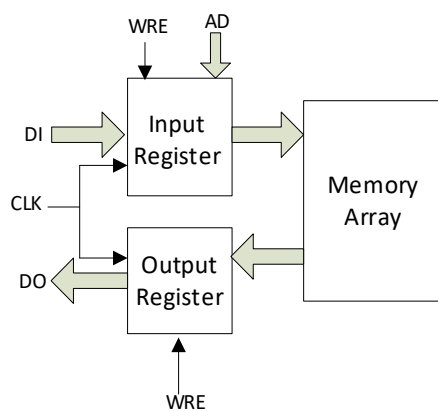 WRE
AD
DI
Input
Register
CLK
Memory
Array
DO
Output
Register
WRE